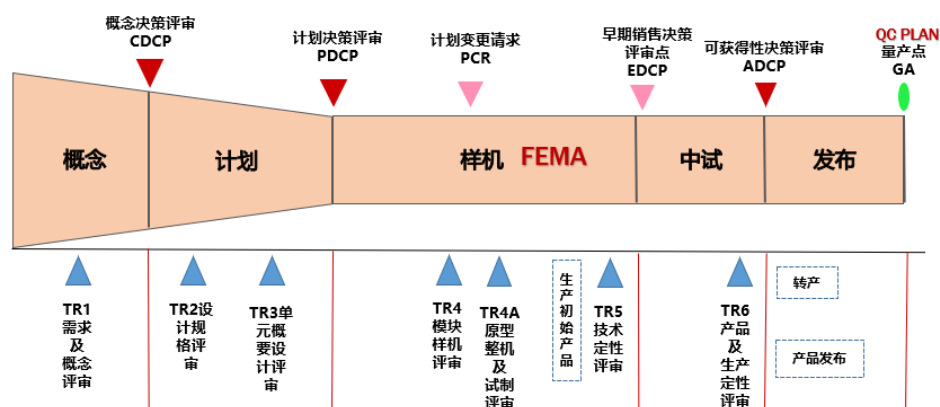 概念决策评审
CDCP
计划决策评审
PDCP
计划变更请求
PCR
早期销售决策
评审点
EDCP
可获得性决策评审
ADCP
QC PLAN
量产点
GA
概念
计划
样机 FEMA
中试
发布
TR1
需求
及
概念
评审
TR2设
计规
格评
审
TR3单
元概
要设
计评
审
TR4
模块
样机
评审
TR4A
原型
整机
及
试制
评审
生
产
初
始
产
品
TR5
技术
定性
评审
TR6
产品
及
生产
定性
评审
转产
产品发布